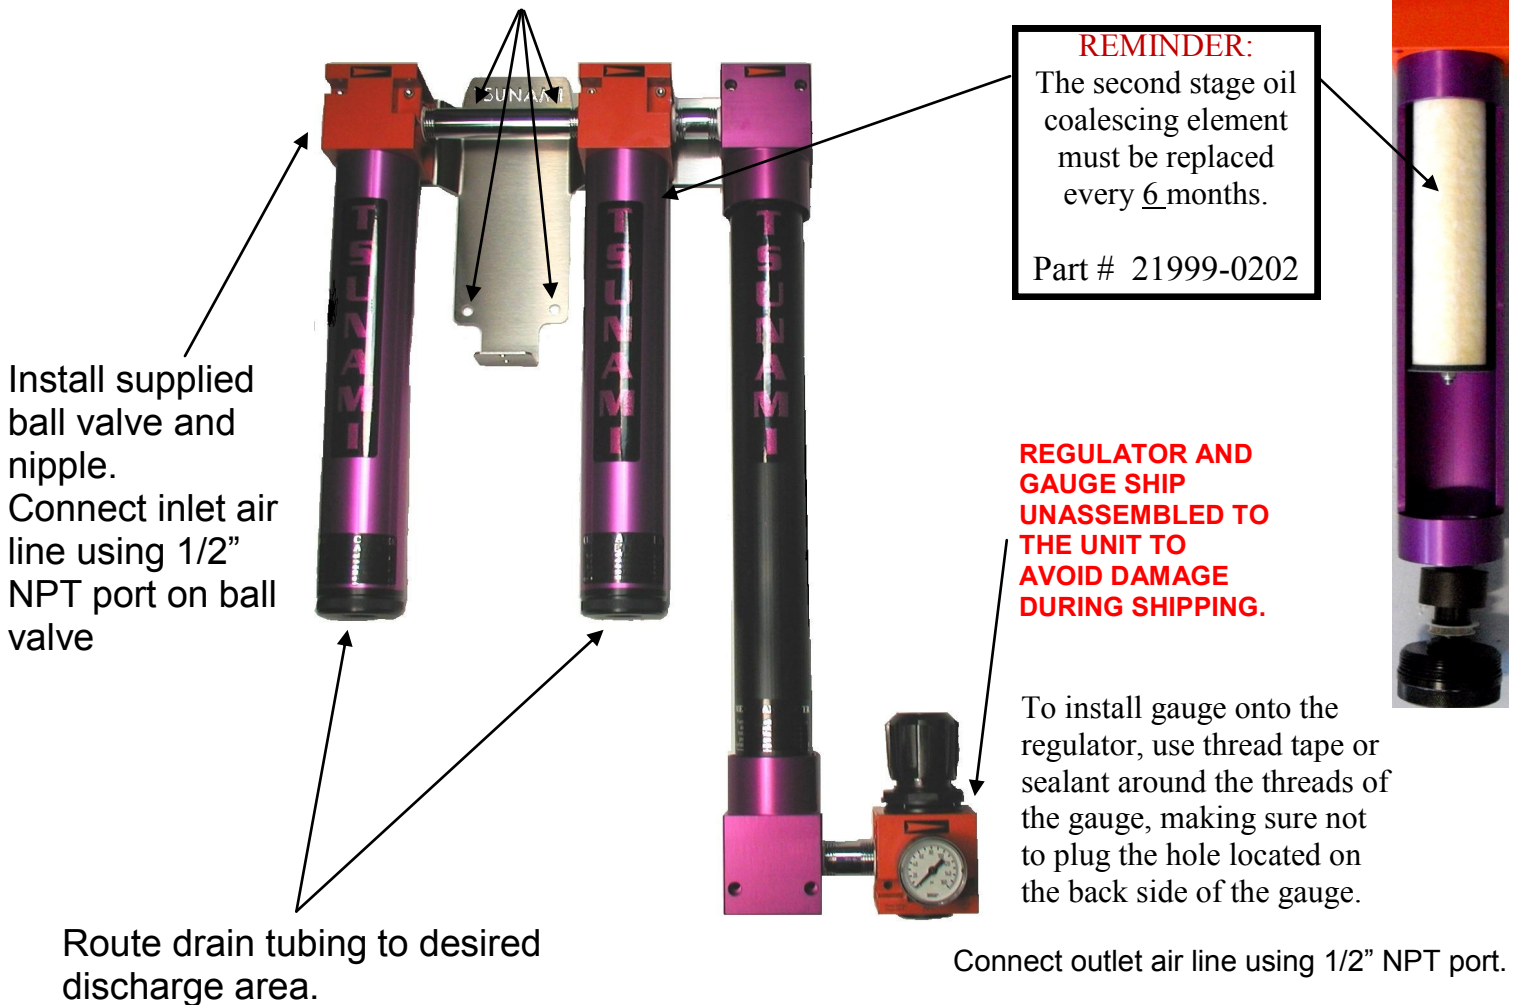 TSUNAMI
REMINDER:
The second stage oil
coalescing element
must be replaced
every 6 months.
Part # 21999-0202
TSUNAMI
TSUNAMI
TSUNAMI
Install supplied
ball valve and
nipple.
Connect inlet air
line using 1/2”
NPT port on ball
valve
REGULATOR AND
GAUGE SHIP
UNASSEMBLED TO
THE UNIT TO
AVOID DAMAGE
DURING SHIPPING.
To install gauge onto the
regulator, use thread tape or
sealant around the threads of
the gauge, making sure not
to plug the hole located on
the back side of the gauge.
Route drain tubing to desired
discharge area.
Connect outlet air line using 1/2” NPT port.